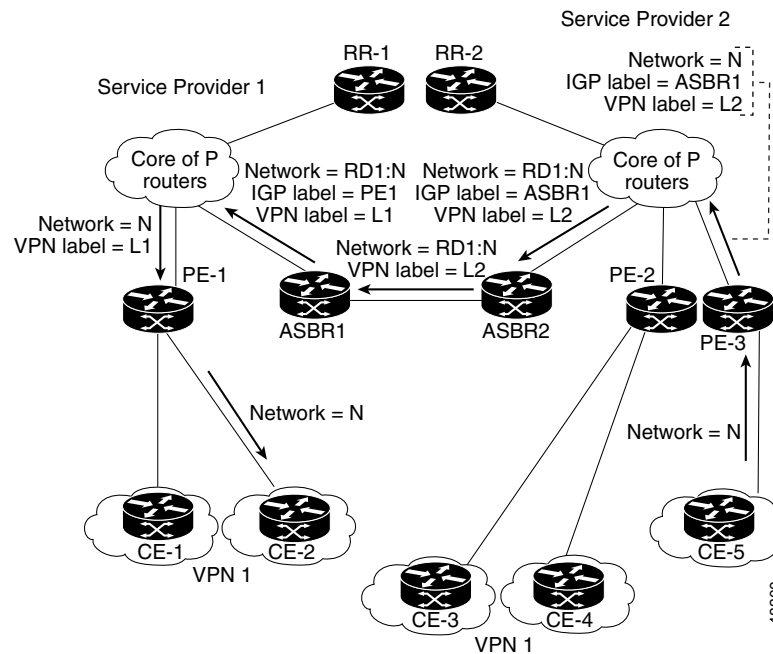 Service Provider 2
RR-1
RR-2
Network = N
IGP label = ASBR1
VPN label = L2
Service Provider 1
Core of P
routers
Network = RD1:N
IGP label = PE1
VPN label = L1
Network = RD1:N
IGP label = ASBR1
VPN label = L2
Core of P
routers
Network = N
VPN label = L1
Network = RD1:N
VPN label = L2
PE-1
ASBR1
ASBR2
PE-2
PE-3
Network = N
Network = N
CE-1
CE-2
VPN 1
CE-3
CE-4
VPN 1
CE-5